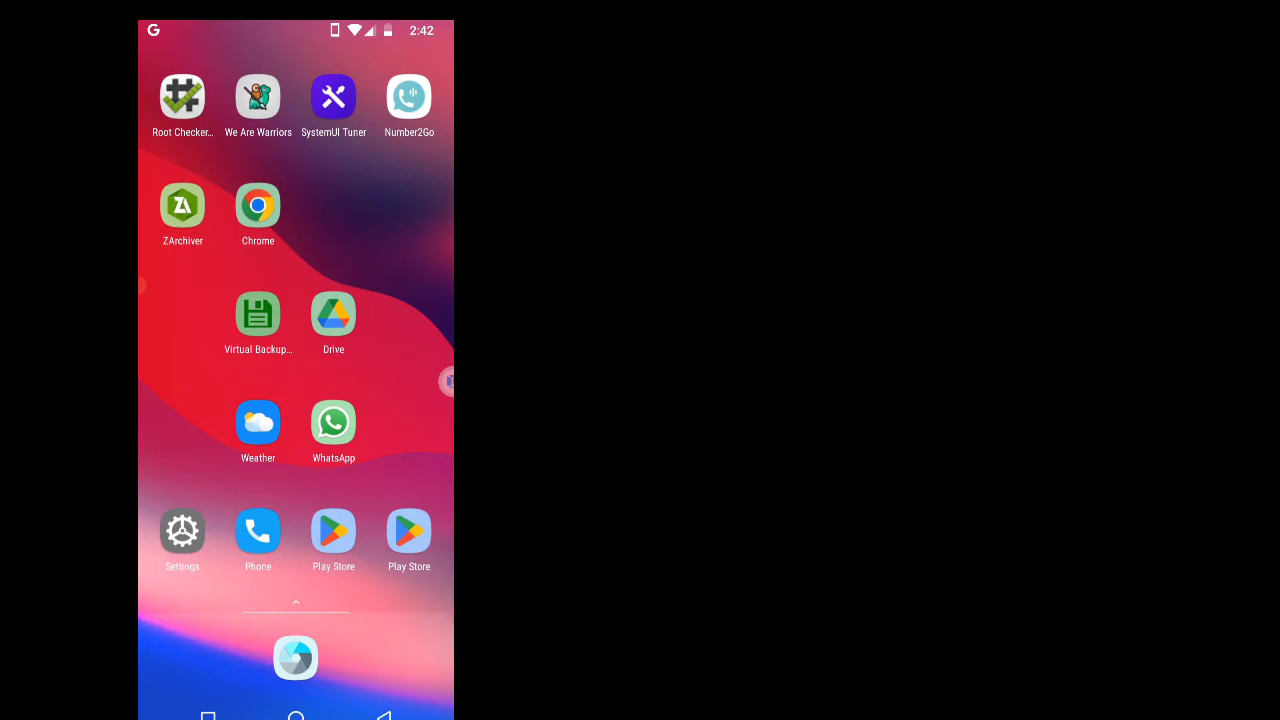 G 2:42
Root Checker... We Are Warriors SystemUI Tuner Number2Go
ZArchiver Chrome
Virtual Backup... Drive
Weather WhatsApp
Settings Phone Play Store Play Store